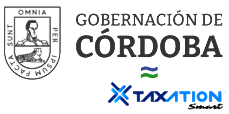 OMNIA
PER IPSUM FACTA SUNT
GOBERNACIÓN DE
CÓRDOBA
TAXATION
Smart